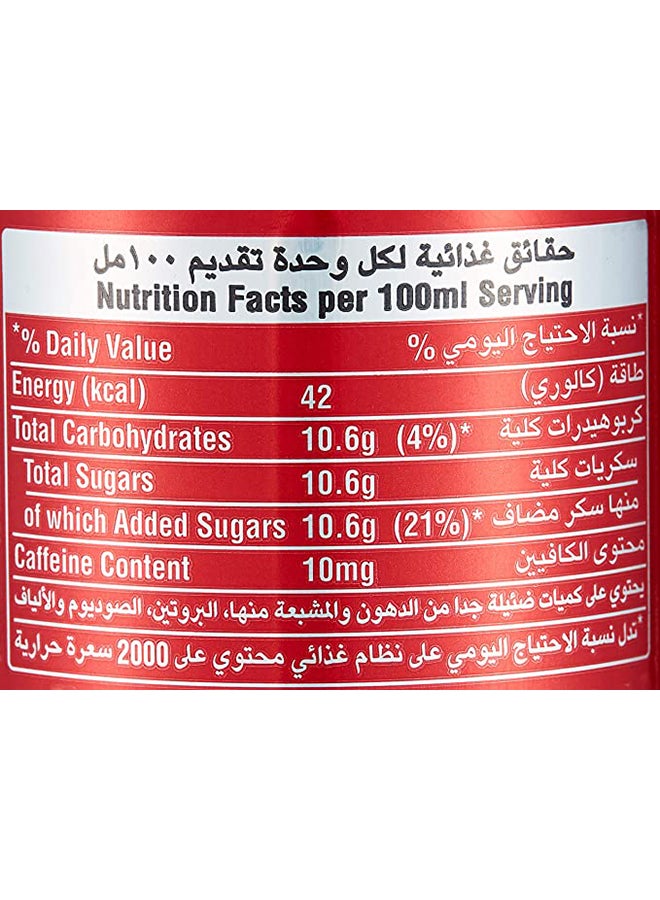 حقائق غذائية لكل وحدة تقديم ١٠٠مل
Nutrition Facts per 100ml Serving
*% Daily Value نسبة الاحتياج اليومي %*
Energy (kcal) 42 طاقة (كالوري)
Total Carbohydrates 10.6g (4%)* كربوهيدرات كلية
Total Sugars 10.6g سكريات كلية
of which Added Sugars 10.6g (21%)* منها سكر مضاف
Caffeine Content 10mg محتوى الكافيين
يحتوي على كميات ضئيلة جدا من الدهون والمشبعة منها، البروتين، الصوديوم والألياف
*تدل نسبة الاحتياج اليومي على نظام غذائي محتوي على 2000 سعرة حرارية